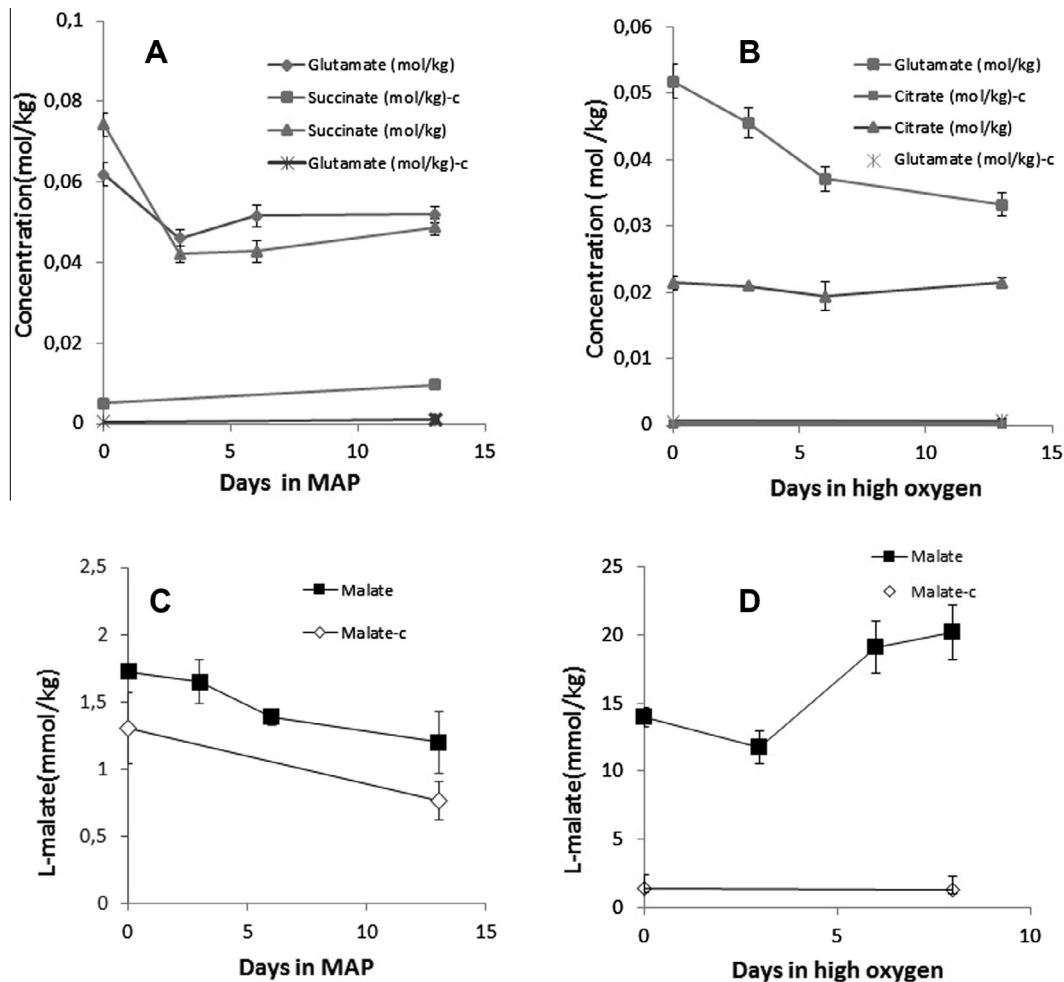 A
Concentration(mol/kg)
0,1
0,08
0,06
0,04
0,02
0
Glutamate (mol/kg)
Succinate (mol/kg)-c
Succinate (mol/kg)
Glutamate (mol/kg)-c
0 5 10 15
Days in MAP
B
Concentration ( mol /kg)
0,06
0,05
0,04
0,03
0,02
0,01
0
Glutamate (mol/kg)
Citrate (mol/kg)-c
Citrate (mol/kg)
Glutamate (mol/kg)-c
0 5 10 15
Days in high oxygen
C
L-malate(mmol/kg)
2,5
2
1,5
1
0,5
0
Malate
Malate-c
0 5 10 15
Days in MAP
D
L-malate(mmol/kg)
25
20
15
10
5
0
Malate
Malate-c
0 5 10
Days in high oxygen